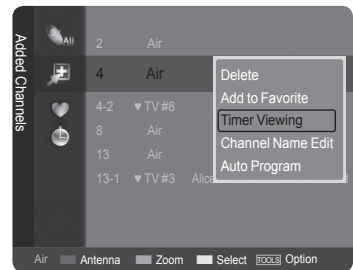 Added Channels
All
2 Air
4 Air
4-2 ♥ TV #8
8 Air
13 Air
13-1 ♥ TV #3 Alice
Delete
Add to Favorite
Timer Viewing
Channel Name Edit
Auto Program
Air Antenna Zoom Select TOOLS Option